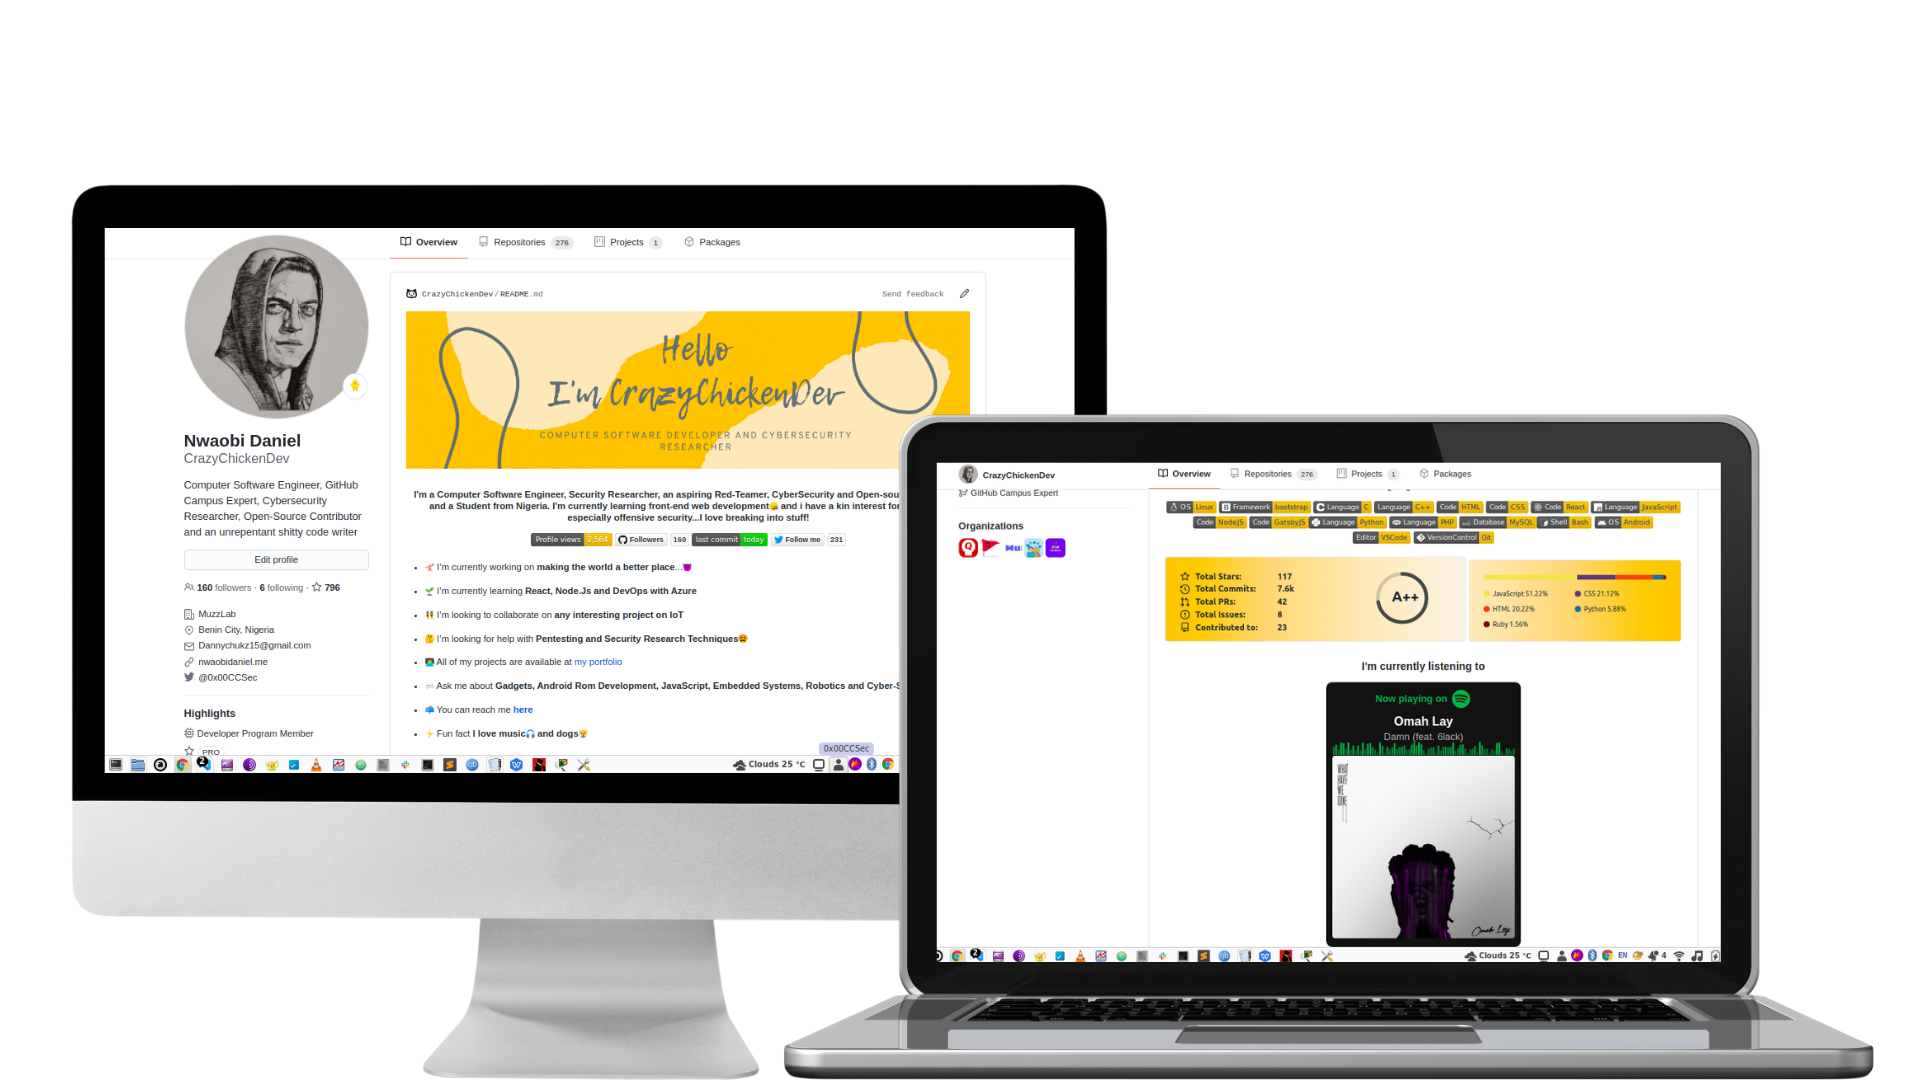 Overview
Repositories 276
Projects 1
Packages
CrazyChickenDev/README.md
Send feedback
Hello
I'm CrazyChickenDev
COMPUTER SOFTWARE DEVELOPER AND CYBERSECURITY
RESEARCHER
Nwaobi Daniel
CrazyChickenDev
Computer Software Engineer, GitHub
Campus Expert, Cybersecurity
Researcher, Open-Source Contributor
and an unrepentant shitty code writer
Edit profile
160 followers · 6 following · 796
MuzzLab
Benin City, Nigeria
Dannychukz15@gmail.com
nwaobidaniel.me
@0x00CCSec
Highlights
Developer Program Member
PRO
I'm a Computer Software Engineer, Security Researcher, an aspiring Red-Teamer, CyberSecurity and Open-sou
and a Student from Nigeria. I'm currently learning front-end web development and i have a kin interest for
especially offensive security...I love breaking into stuff!
Profile views 2,564 Followers 160 last commit today Follow me 231
I'm currently working on making the world a better place...
I'm currently learning React, Node.Js and DevOps with Azure
I'm looking to collaborate on any interesting project on IoT
I'm looking for help with Pentesting and Security Research Techniques
All of my projects are available at my portfolio
Ask me about Gadgets, Android Rom Development, JavaScript, Embedded Systems, Robotics and Cyber-S
You can reach me here
Fun fact I love music and dogs
0x00CCSec
Clouds 25 °C
CrazyChickenDev
Overview
Repositories 276
Projects 1
Packages
GitHub Campus Expert
Organizations
Mu:
OS Linux Framework bootstrap Language C Language C++ Code HTML Code CSS Code React Language JavaScript
Code NodeJS Code GatsbyJS Language Python Language PHP Database MySQL Shell Bash OS Android
Editor VSCode VersionControl Git
Total Stars: 117
Total Commits: 7.6k
Total PRs: 42
Total Issues: 8
Contributed to: 23
A++
JavaScript 51.22%
CSS 21.12%
HTML 20.22%
Python 5.88%
Ruby 1.56%
I'm currently listening to
Now playing on
Omah Lay
Damn (feat. 6lack)
WHAT
HAVE
WE
DONE
Omah Lay
Clouds 25 °C
EN
4